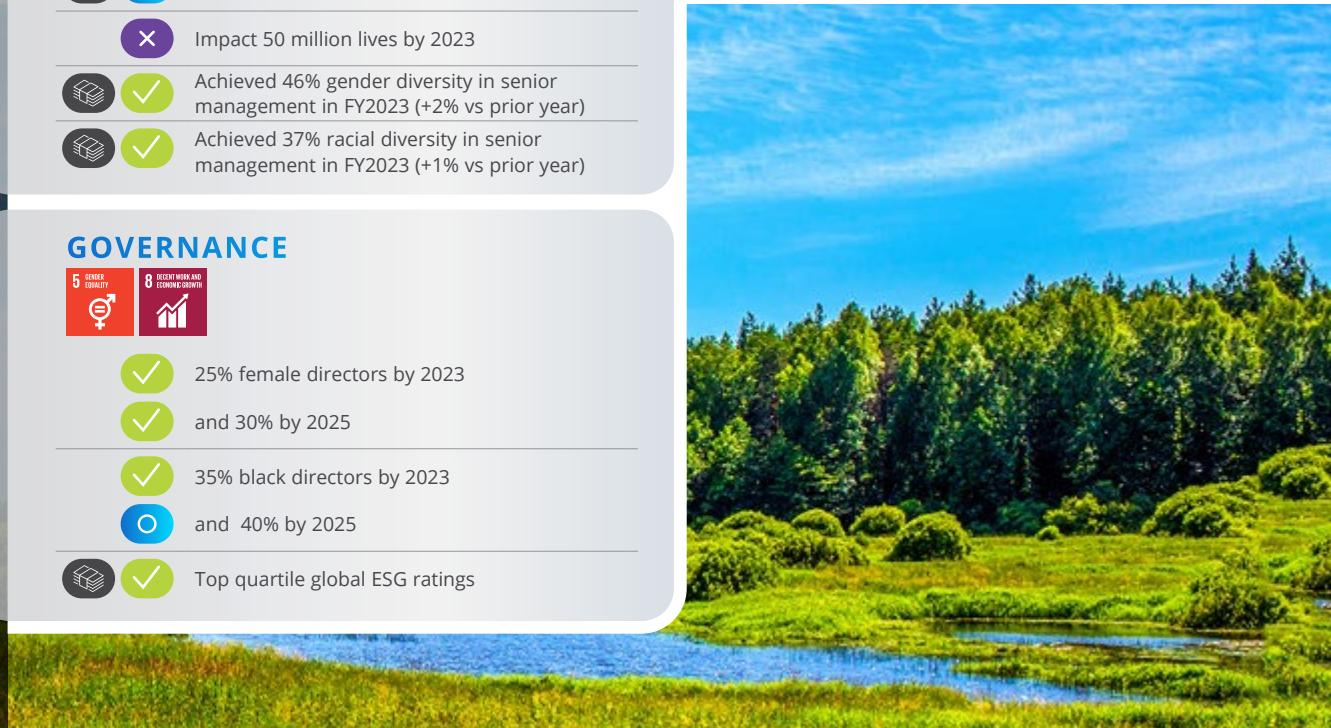 Impact 50 million lives by 2023
Achieved 46% gender diversity in senior
management in FY2023 (+2% vs prior year)
Achieved 37% racial diversity in senior
management in FY2023 (+1% vs prior year)
GOVERNANCE
5 GENDER
EQUALITY
8 DECENT WORK AND
ECONOMIC GROWTH
25% female directors by 2023
and 30% by 2025
35% black directors by 2023
and  40% by 2025
Top quartile global ESG ratings